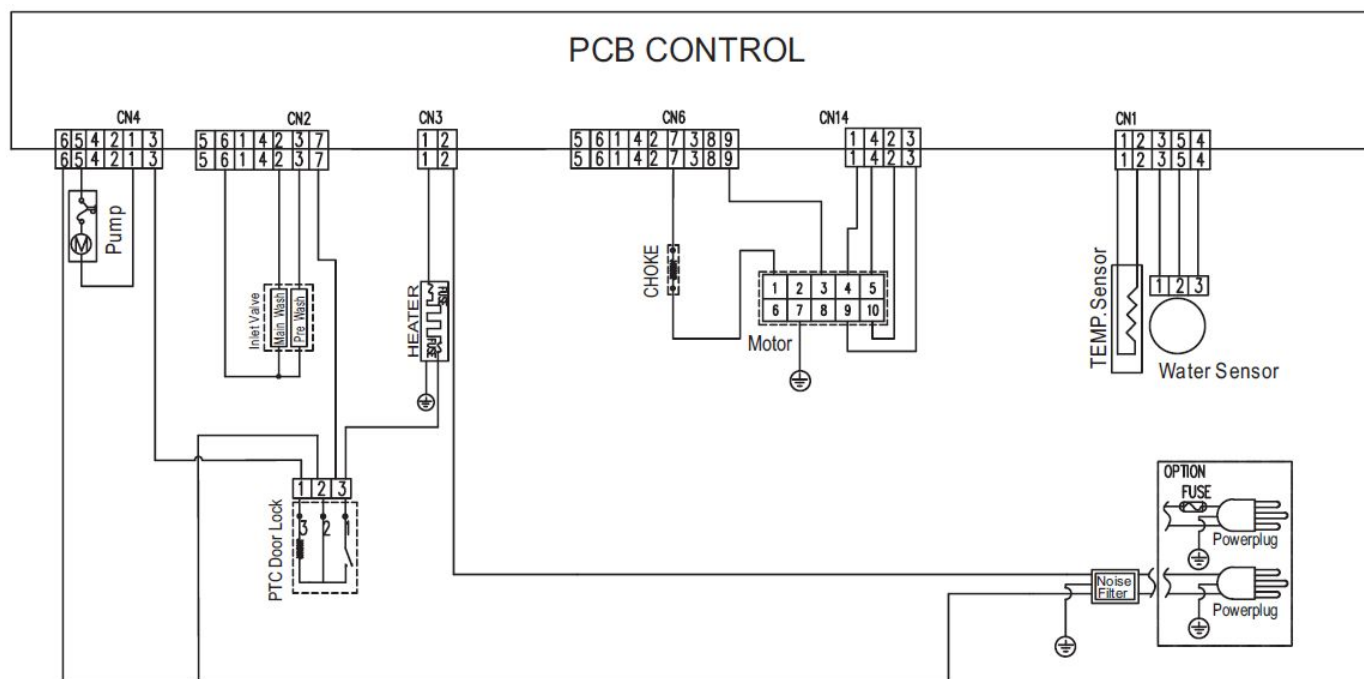 PCB CONTROL
CN4
CN2
CN3
CN6
CN14
CN1
6 5 4 2 1 3
6 5 4 2 1 3
5 6 1 4 2 3 7
5 6 1 4 2 3 7
1 2
1 2
5 6 1 4 2 7 3 8 9
5 6 1 4 2 7 3 8 9
1 4 2 3
1 4 2 3
1 2 3 5 4
1 2 3 5 4
Pump
M
Inlet Valve
Main Wash
Pre Wash
HEATER
FUSE
FUSE
CHOKE
1 2 3 4 5
6 7 8 9 10
Motor
TEMP.Sensor
1 2 3
Water Sensor
PTC Door Lock
1 2 3
3 2 1
Noise
Filter
OPTION
FUSE
Powerplug
Powerplug